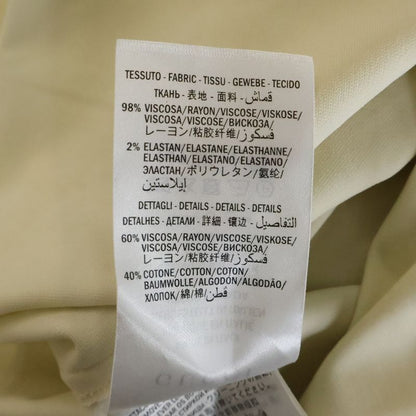 TESSUTO - FABRIC - TISSU - GEWEBE - TECIDO
ТКАНЬ - 表地 - 面料 - قماش
98% VISCOSA/RAYON/VISCOSE/VISKOSE/
VISCOSA/VISCOSE/ВИСКОЗА/
レーヨン/粘胶纤维/فسكوز
2% ELASTAN/ELASTANE/ELASTHANNE/
ELASTHAN/ELASTANO/ELASTANO/
ЭЛАСТАН/ポリウレタン/氨纶/
إيلاستين
DETTAGLI - DETAILS - DETAILS - DETAILS -
DETALHES - ДЕТАЛИ - 詳細 - 镶边 - التفاصيل
60% VISCOSA/RAYON/VISCOSE/VISKOSE/
VISCOSA/VISCOSE/ВИСКОЗА/
レーヨン/粘胶纤维/فسكوز
40% COTONE/COTTON/COTON/
BAUMWOLLE/ALGODON/ALGODÃO/
ХЛОПОК/綿/棉/قطن